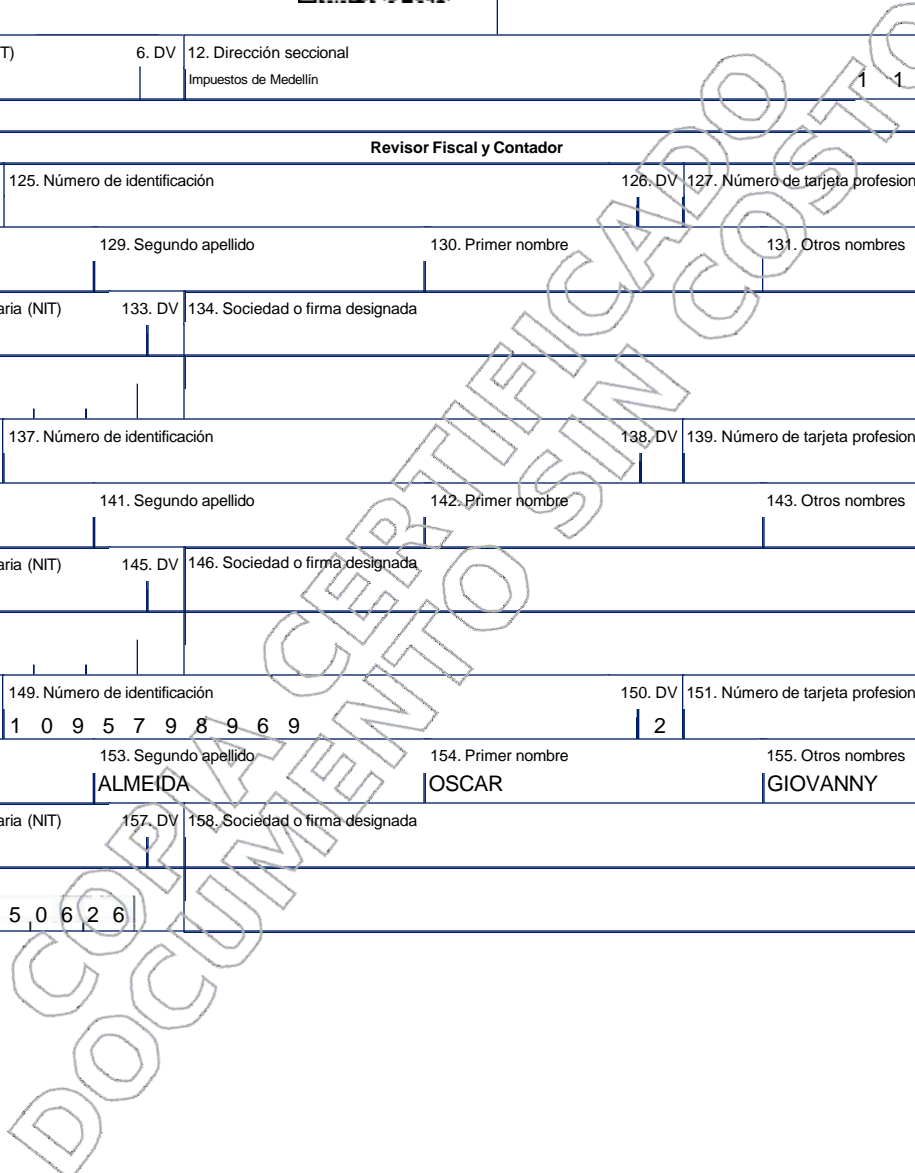 T) 6. DV 12. Dirección seccional
Impuestos de Medellín 1 1
Revisor Fiscal y Contador
125. Número de identificación 126. DV 127. Número de tarjeta profesion
129. Segundo apellido 130. Primer nombre 131. Otros nombres
aria (NIT) 133. DV 134. Sociedad o firma designada
137. Número de identificación 138. DV 139. Número de tarjeta profesion
141. Segundo apellido 142. Primer nombre 143. Otros nombres
aria (NIT) 145. DV 146. Sociedad o firma designada
149. Número de identificación 150. DV 151. Número de tarjeta profesion
1 0 9 5 7 9 8 9 6 9 2
153. Segundo apellido 154. Primer nombre 155. Otros nombres
ALMEIDA OSCAR GIOVANNY
aria (NIT) 157. DV 158. Sociedad o firma designada
5 0 6 2 6
COPIA CERTIFICADO
DOCUMENTO SIN COSTO